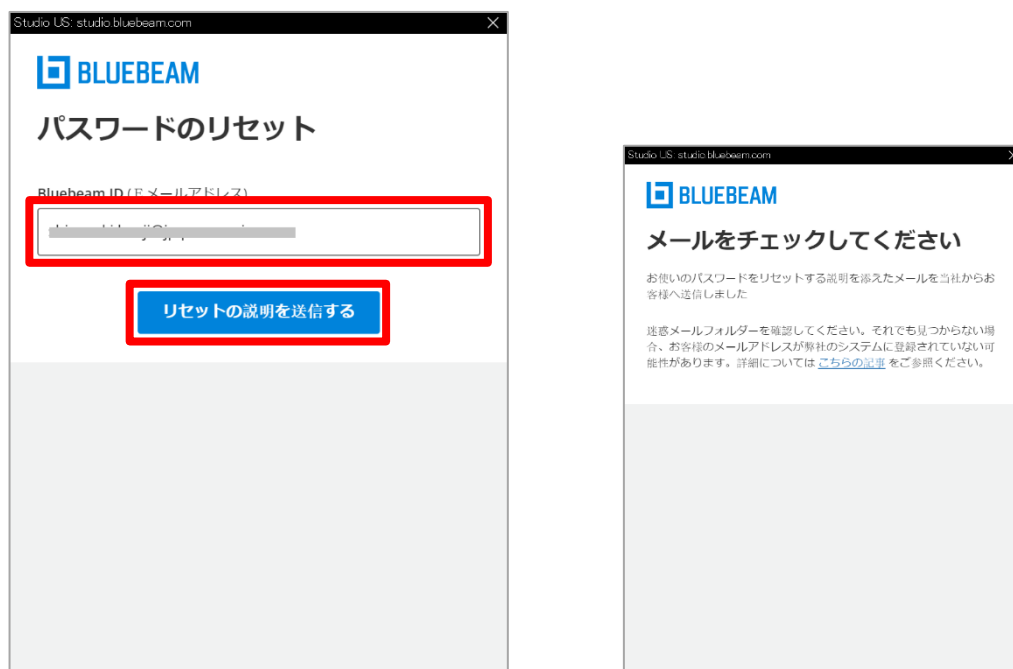 Studio US: studio.bluebeam.com
BLUEBEAM
パスワードのリセット
Bluebeam ID (E メールアドレス)
リセットの説明を送信する
Studio US: studio.bluebeam.com
BLUEBEAM
メールをチェックしてください
お使いのパスワードをリセットする説明を添えたメールを当社からお
客様へ送信しました
迷惑メールフォルダーを確認してください。それでも見つからない場
合、お客様のメールアドレスが弊社のシステムに登録されていない可
能性があります。詳細については こちらの記事 をご参照ください。